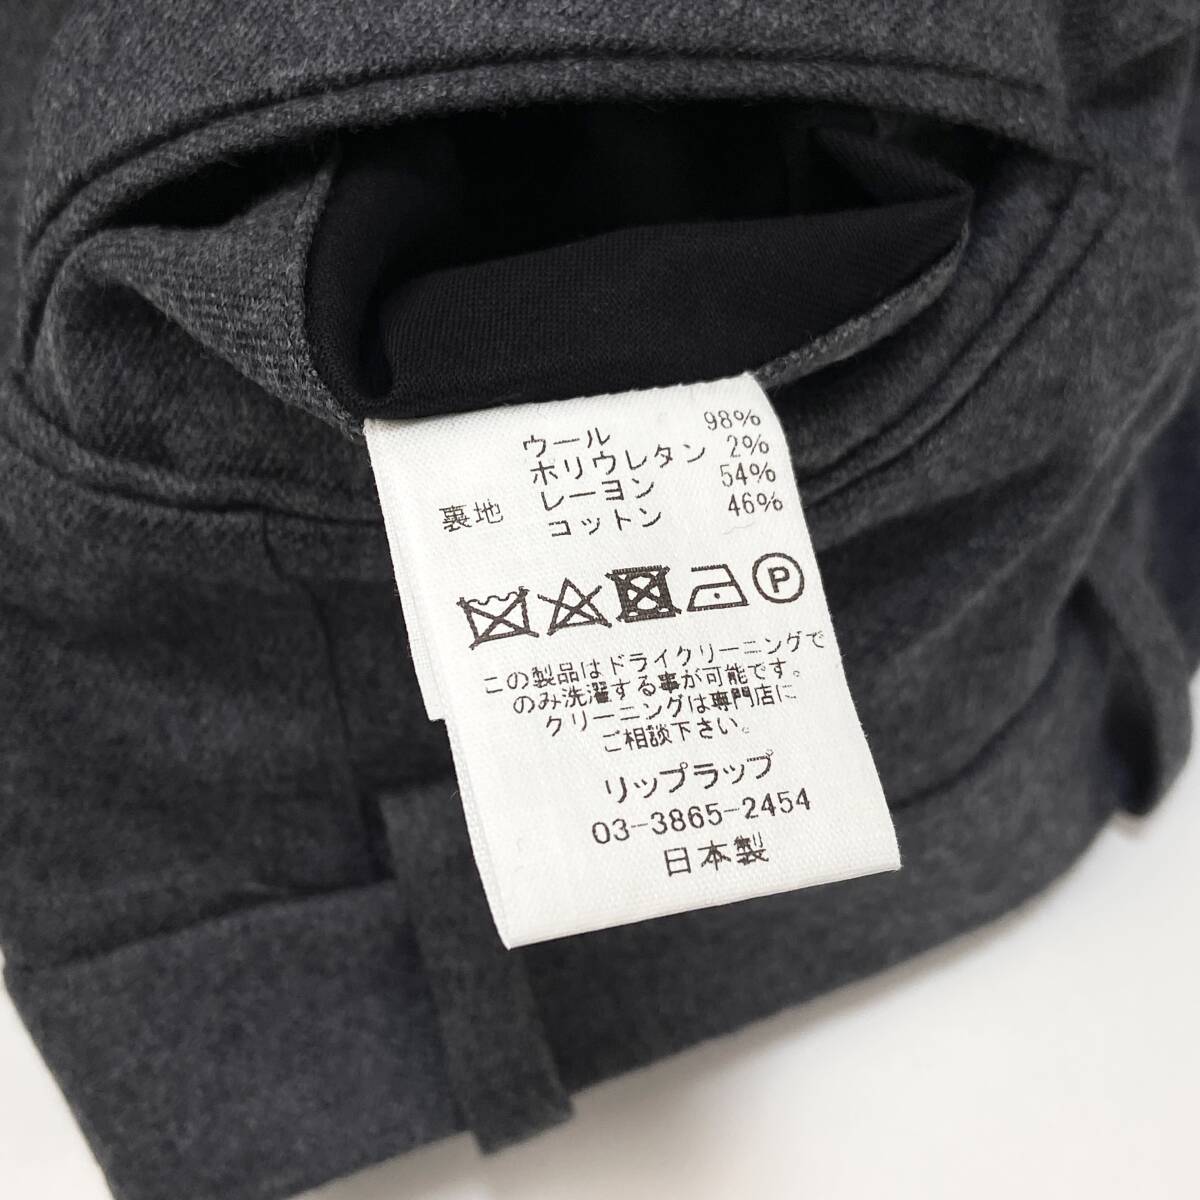 ウール 98%
ポリウレタン 2%
裏地 レーヨン 54%
コットン 46%
P
この製品はドライクリーニングで
のみ洗濯する事が可能です。
クリーニングは専門店に
ご相談下さい。
リップラップ
03-3865-2454
日本製